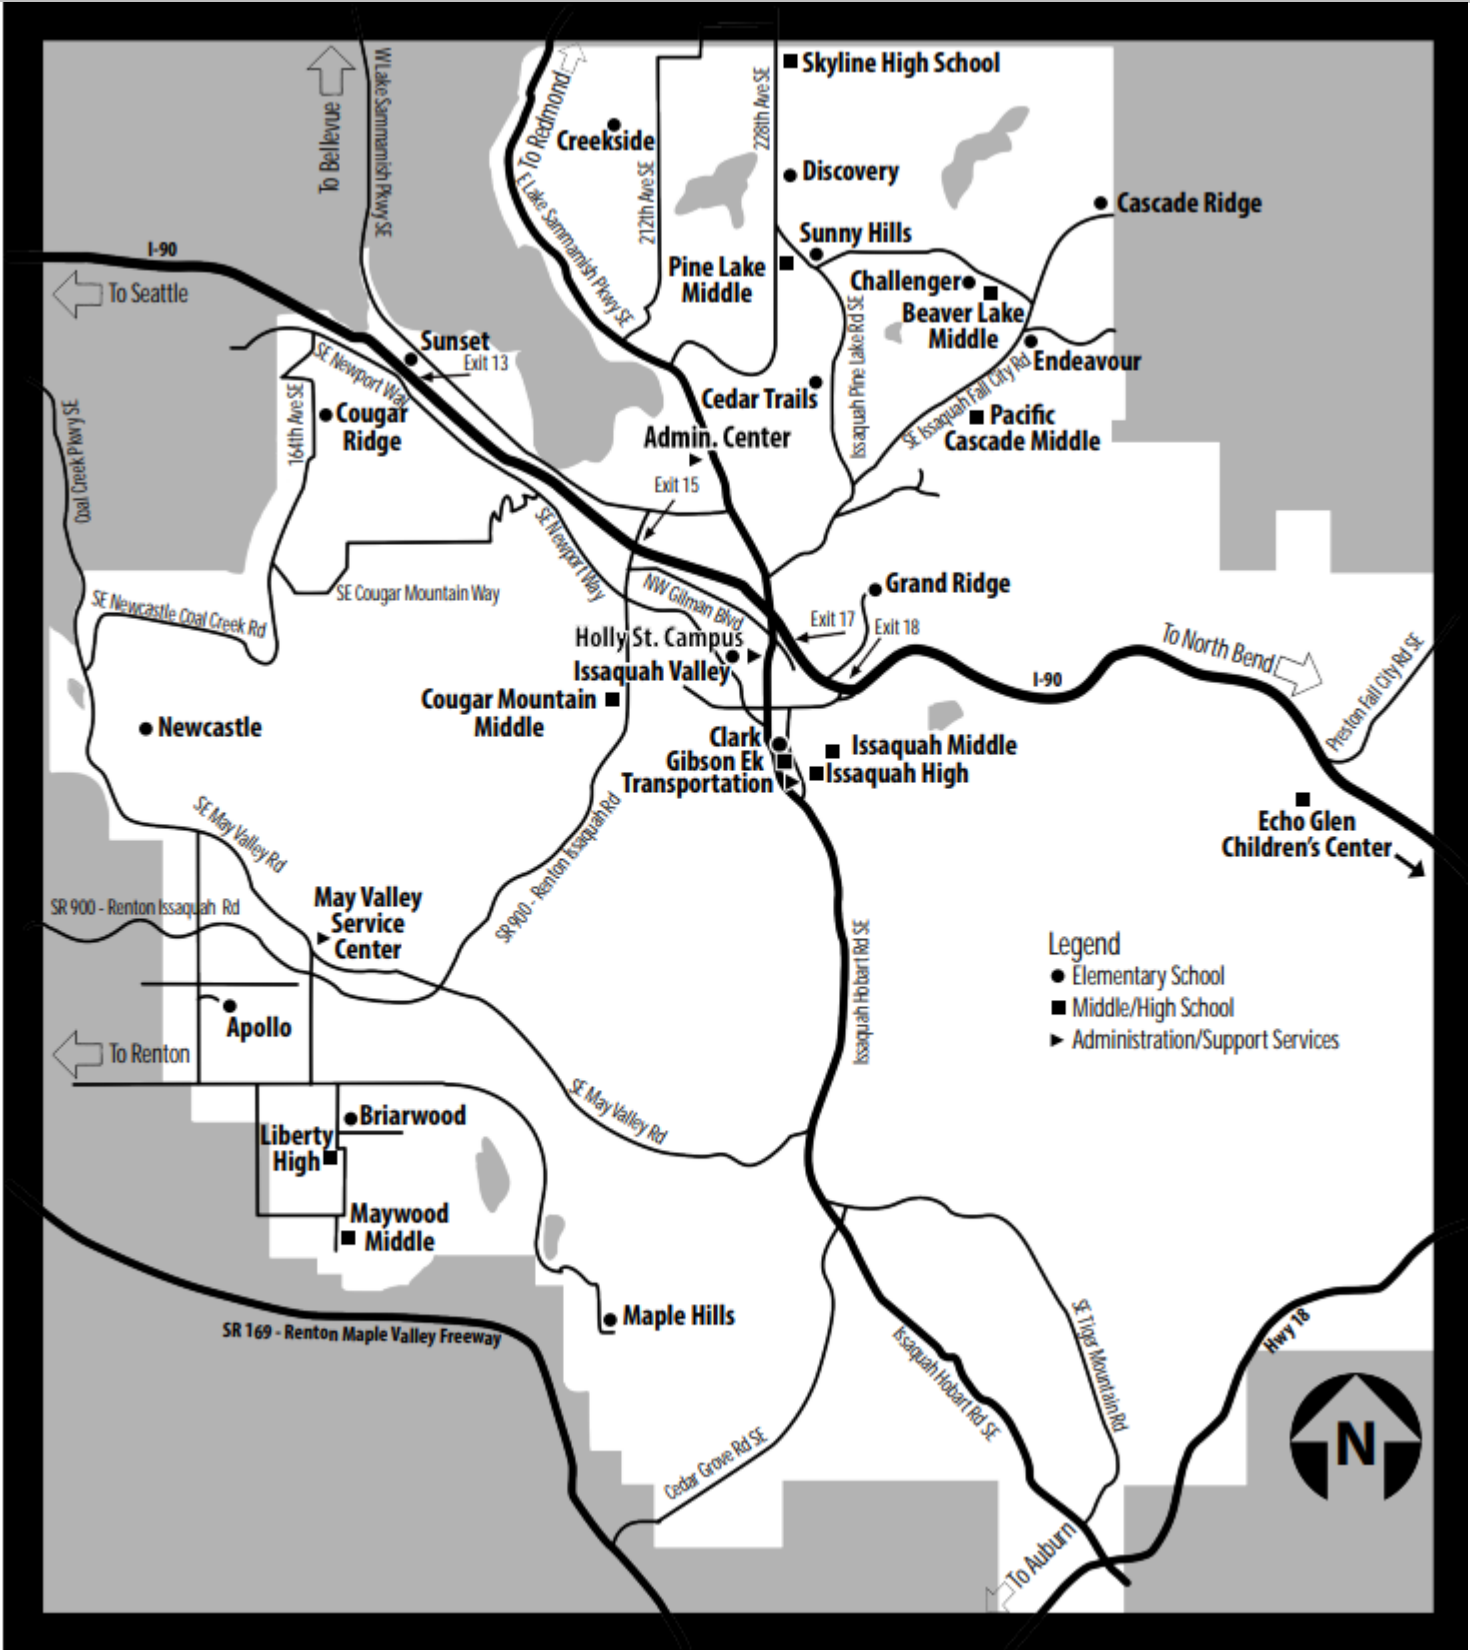 To Bellevue
W Lake Sammamish Pkwy SE
To Redmond
E Lake Sammamish Pkwy SE
Creekside
212th Ave SE
228th Ave SE
Skyline High School
Discovery
Cascade Ridge
Sunny Hills
Pine Lake
Middle
Challenger
Beaver Lake
Middle
Endeavour
I-90
To Seattle
Sunset
Exit 13
SE Newport Way
164th Ave SE
Cougar
Ridge
Coal Creek Pkwy SE
Cedar Trails
Issaquah Pine Lake Rd SE
SE Issaquah Fall City Rd
Pacific
Cascade Middle
Admin. Center
Exit 15
SE Newport Way
SE Cougar Mountain Way
SE Newcastle Coal Creek Rd
NW Gilman Blvd
Grand Ridge
Exit 17
Exit 18
Holly St. Campus
Issaquah Valley
To North Bend
I-90
Preston Fall City Rd SE
Cougar Mountain
Middle
Newcastle
Clark
Gibson Ek
Transportation
Issaquah Middle
Issaquah High
Echo Glen
Children's Center
SE May Valley Rd
SR 900 - Renton Issaquah Rd
SR 900 - Renton Issaquah Rd
May Valley
Service
Center
Issaquah Hobart Rd SE
Legend
Elementary School
Middle/High School
Administration/Support Services
Apollo
To Renton
SE May Valley Rd
Briarwood
Liberty
High
Maywood
Middle
Maple Hills
SR 169 - Renton Maple Valley Freeway
Issaquah Hobart Rd SE
SE Tiger Mountain Rd
Hwy 18
Cedar Grove Rd SE
To Auburn
N